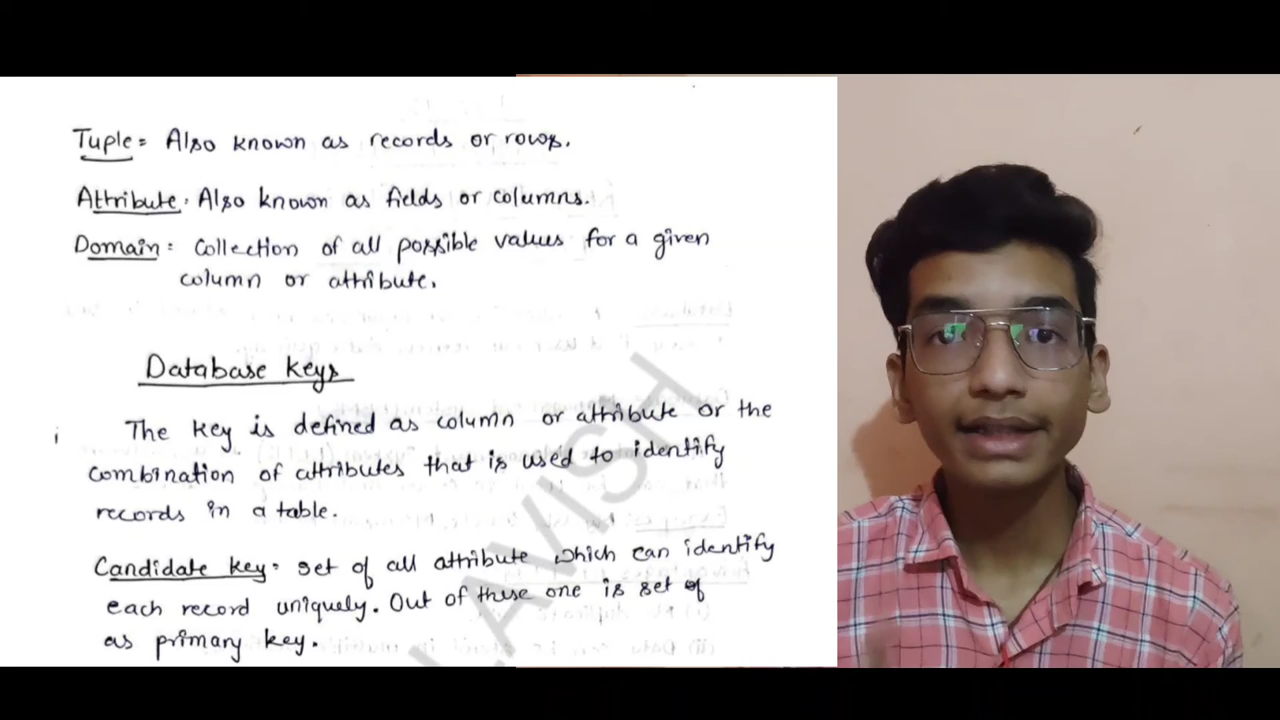 Tuple = Also known as records or rows.
Attribute. Also known as fields or columns.
Domain: Collection of all possible values for a given
column or attribute.
Database Keys
The key is defined as column or attribute or the
combination of attributes that is used to identify
records in a table.
Candidate key = set of all attribute which can identify
each record uniquely. Out of these one is set of
as primary key.
LAVISH